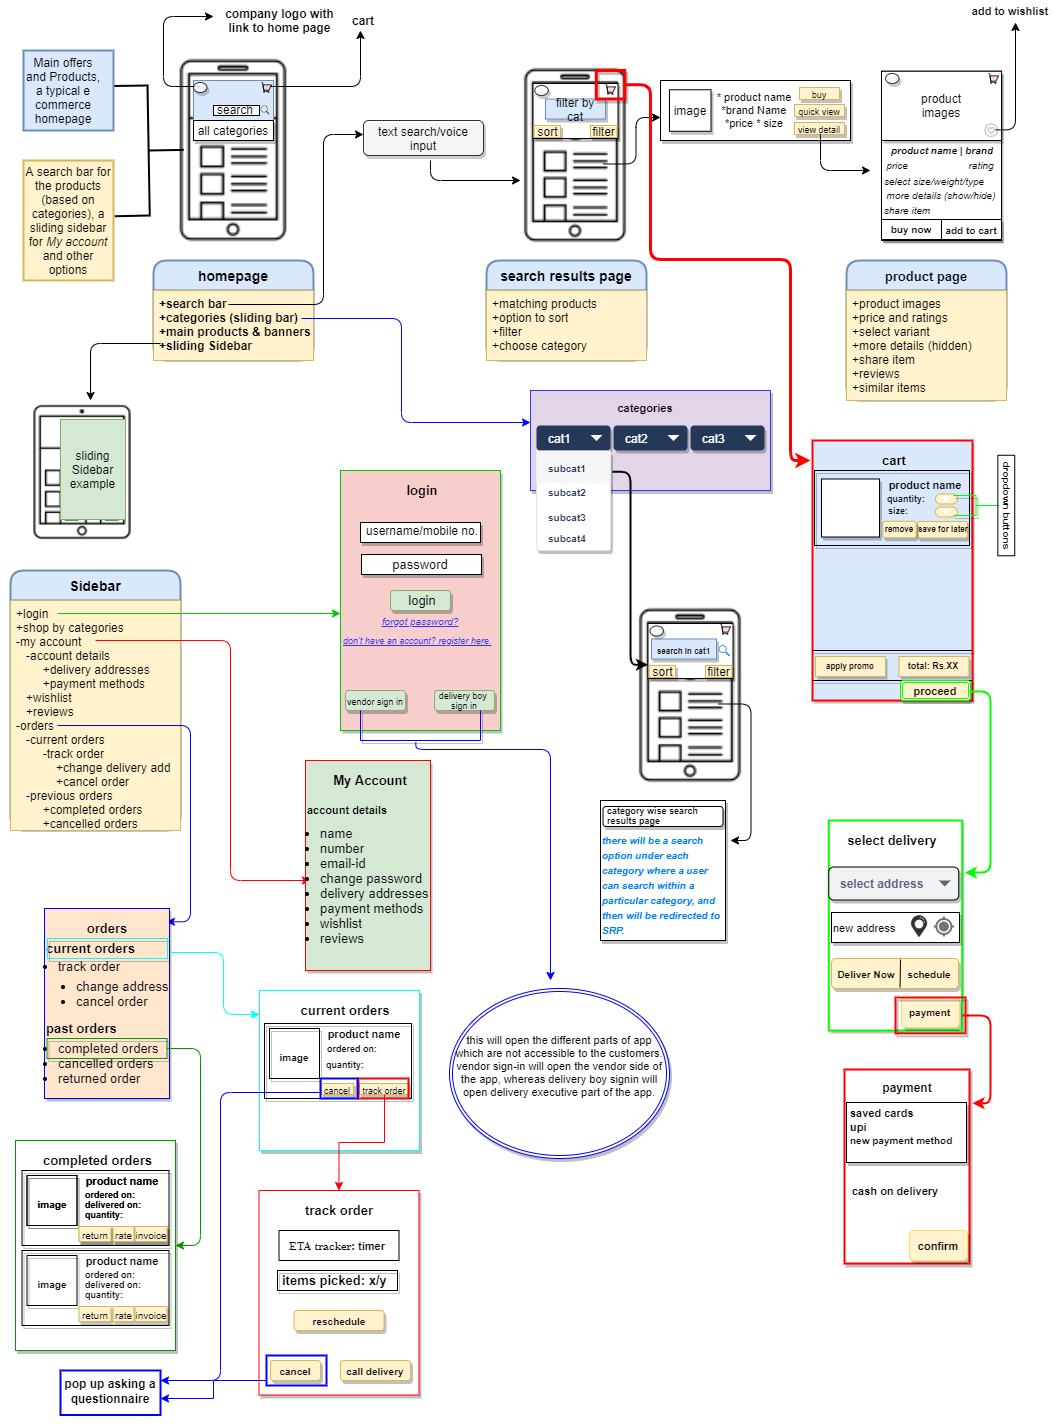 company logo with
link to home page
cart
add to wishlist
Main offers
and Products,
a typical e
commerce
homepage
search
all categories
text search/voice
input
filter by
cat
sort
filter
image
* product name
*brand Name
*price * size
buy
quick view
view detail
product
images
product name | brand
price
rating
select size/weight/type
more details (show/hide)
share item
buy now
add to cart
A search bar for
the products
(based on
categories), a
sliding sidebar
for My account
and other
options
homepage
+search bar
+categories (sliding bar)
+main products & banners
+sliding Sidebar
search results page
+matching products
+option to sort
+filter
+choose category
product page
+product images
+price and ratings
+select variant
+more details (hidden)
+share item
+reviews
+similar items
sliding
Sidebar
example
categories
cat1
cat2
cat3
subcat1
subcat2
subcat3
subcat4
cart
product name
quantity:
size:
remove
save for later
dropdown buttons
apply promo
total: Rs.XX
proceed
login
username/mobile no.
password
login
forgot password?
don't have an account? register here.
vendor sign in
delivery boy
sign in
Sidebar
+login
+shop by categories
-my account
-account details
+delivery addresses
+payment methods
+wishlist
+reviews
-orders
-current orders
-track order
+change delivery add
+cancel order
-previous orders
+completed orders
+cancelled orders
search in cat1
sort
filter
category wise search
results page
there will be a search
option under each
category where a user
can search within a
particular category, and
then will be redirected to
SRP.
My Account
account details
name
number
email-id
change password
delivery addresses
payment methods
wishlist
reviews
select delivery
select address
new address
Deliver Now
schedule
payment
orders
current orders
track order
change address
cancel order
past orders
completed orders
cancelled orders
returned order
current orders
image
product name
ordered on:
quantity:
cancel
track order
this will open the different parts of app
which are not accessible to the customers.
vendor sign-in will open the vendor side of
the app, whereas delivery boy signin will
open delivery executive part of the app.
payment
saved cards
upi
new payment method
cash on delivery
confirm
completed orders
image
product name
ordered on:
delivered on:
quantity:
return
rate
invoice
image
product name
ordered on:
delivered on:
quantity:
return
rate
invoice
track order
ETA tracker: timer
items picked: x/y
reschedule
cancel
call delivery
pop up asking a
questionnaire